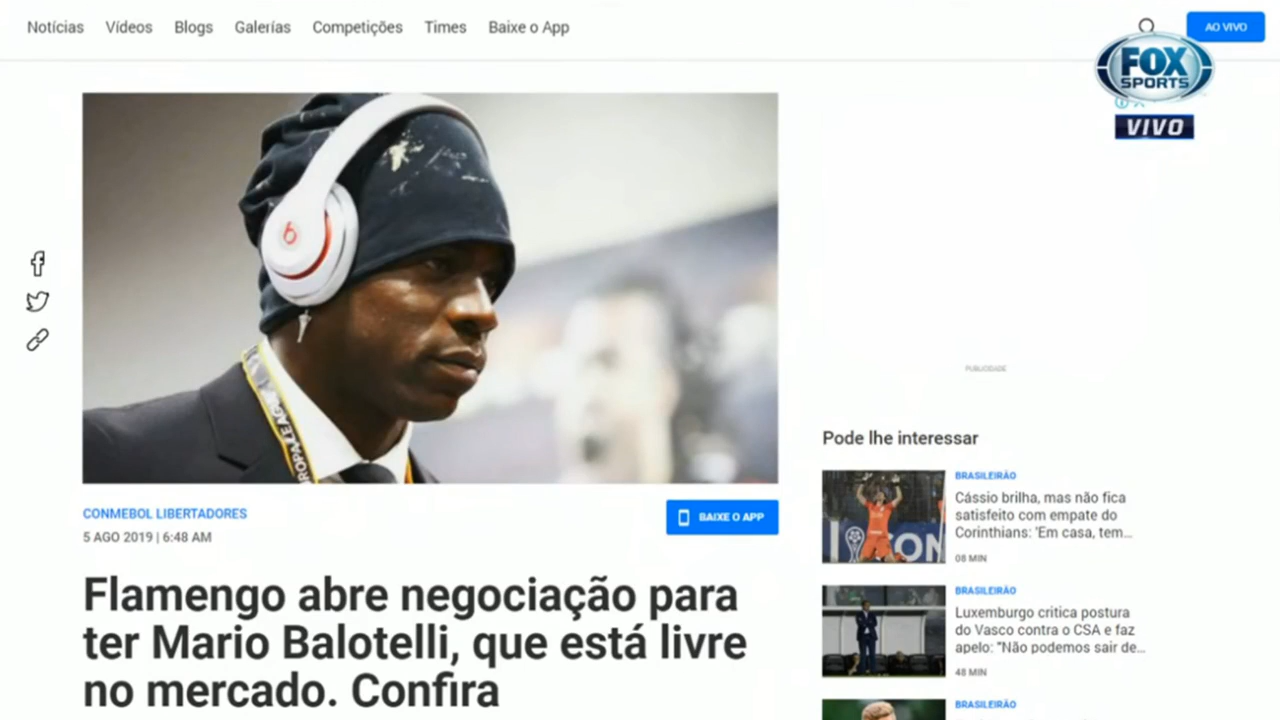 Notícias Vídeos Blogs Galerías Competições Times Baixe o App
AO VIVO
FOX
SPORTS
VIVO
PUBLICIDADE
CONMEBOL LIBERTADORES
BAIXE O APP
5 AGO 2019 | 6:48 AM
Flamengo abre negociação para
ter Mario Balotelli, que está livre
no mercado. Confira
Pode lhe interessar
BRASILEIRÃO
Cássio brilha, mas não fica
satisfeito com empate do
Corinthians: 'Em casa, tem...
08 MIN
BRASILEIRÃO
Luxemburgo critica postura
do Vasco contra o CSA e faz
apelo: "Não podemos sair de...
48 MIN
BRASILEIRÃO